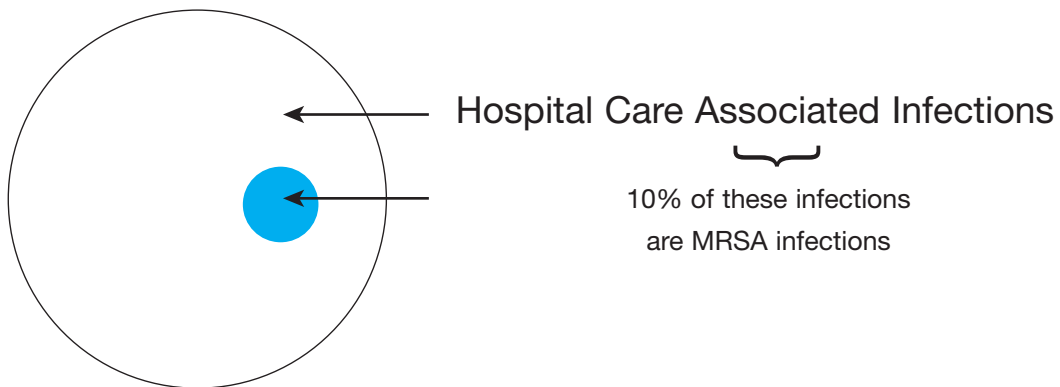 Hospital Care Associated Infections
10% of these infections
are MRSA infections